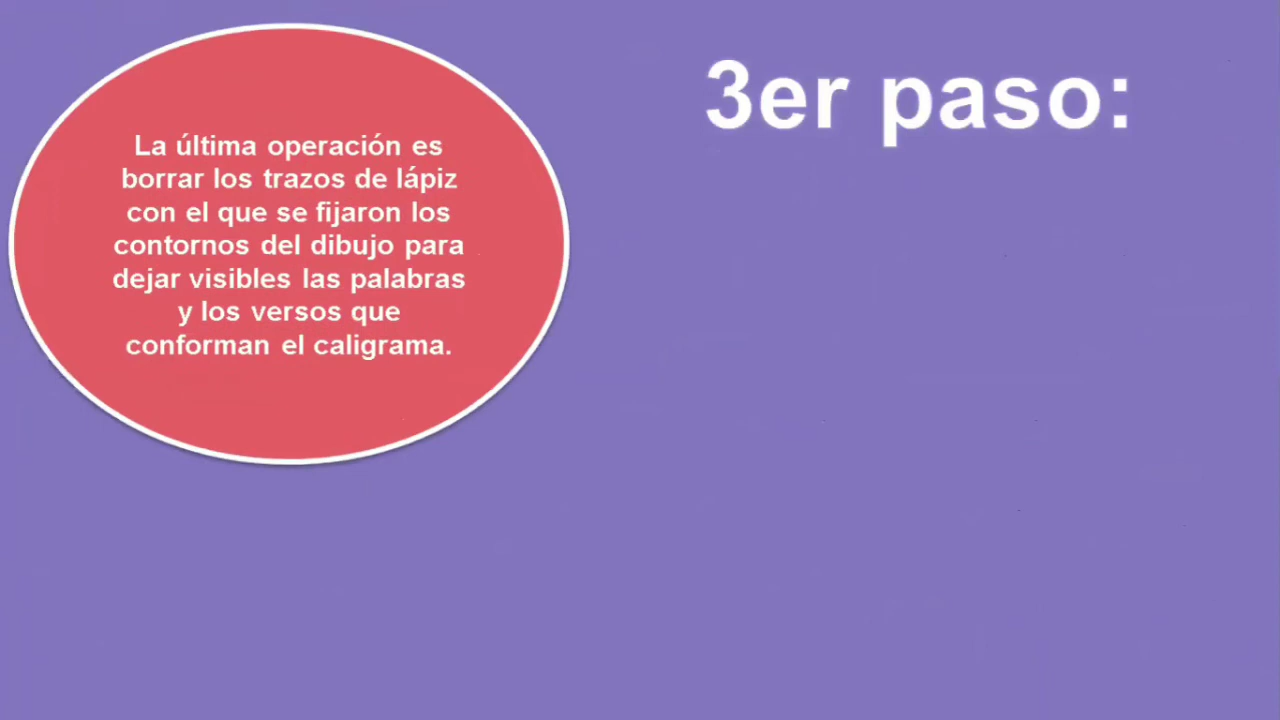 3er paso:
La última operación es
borrar los trazos de lápiz
con el que se fijaron los
contornos del dibujo para
dejar visibles las palabras
y los versos que
conforman el caligrama.